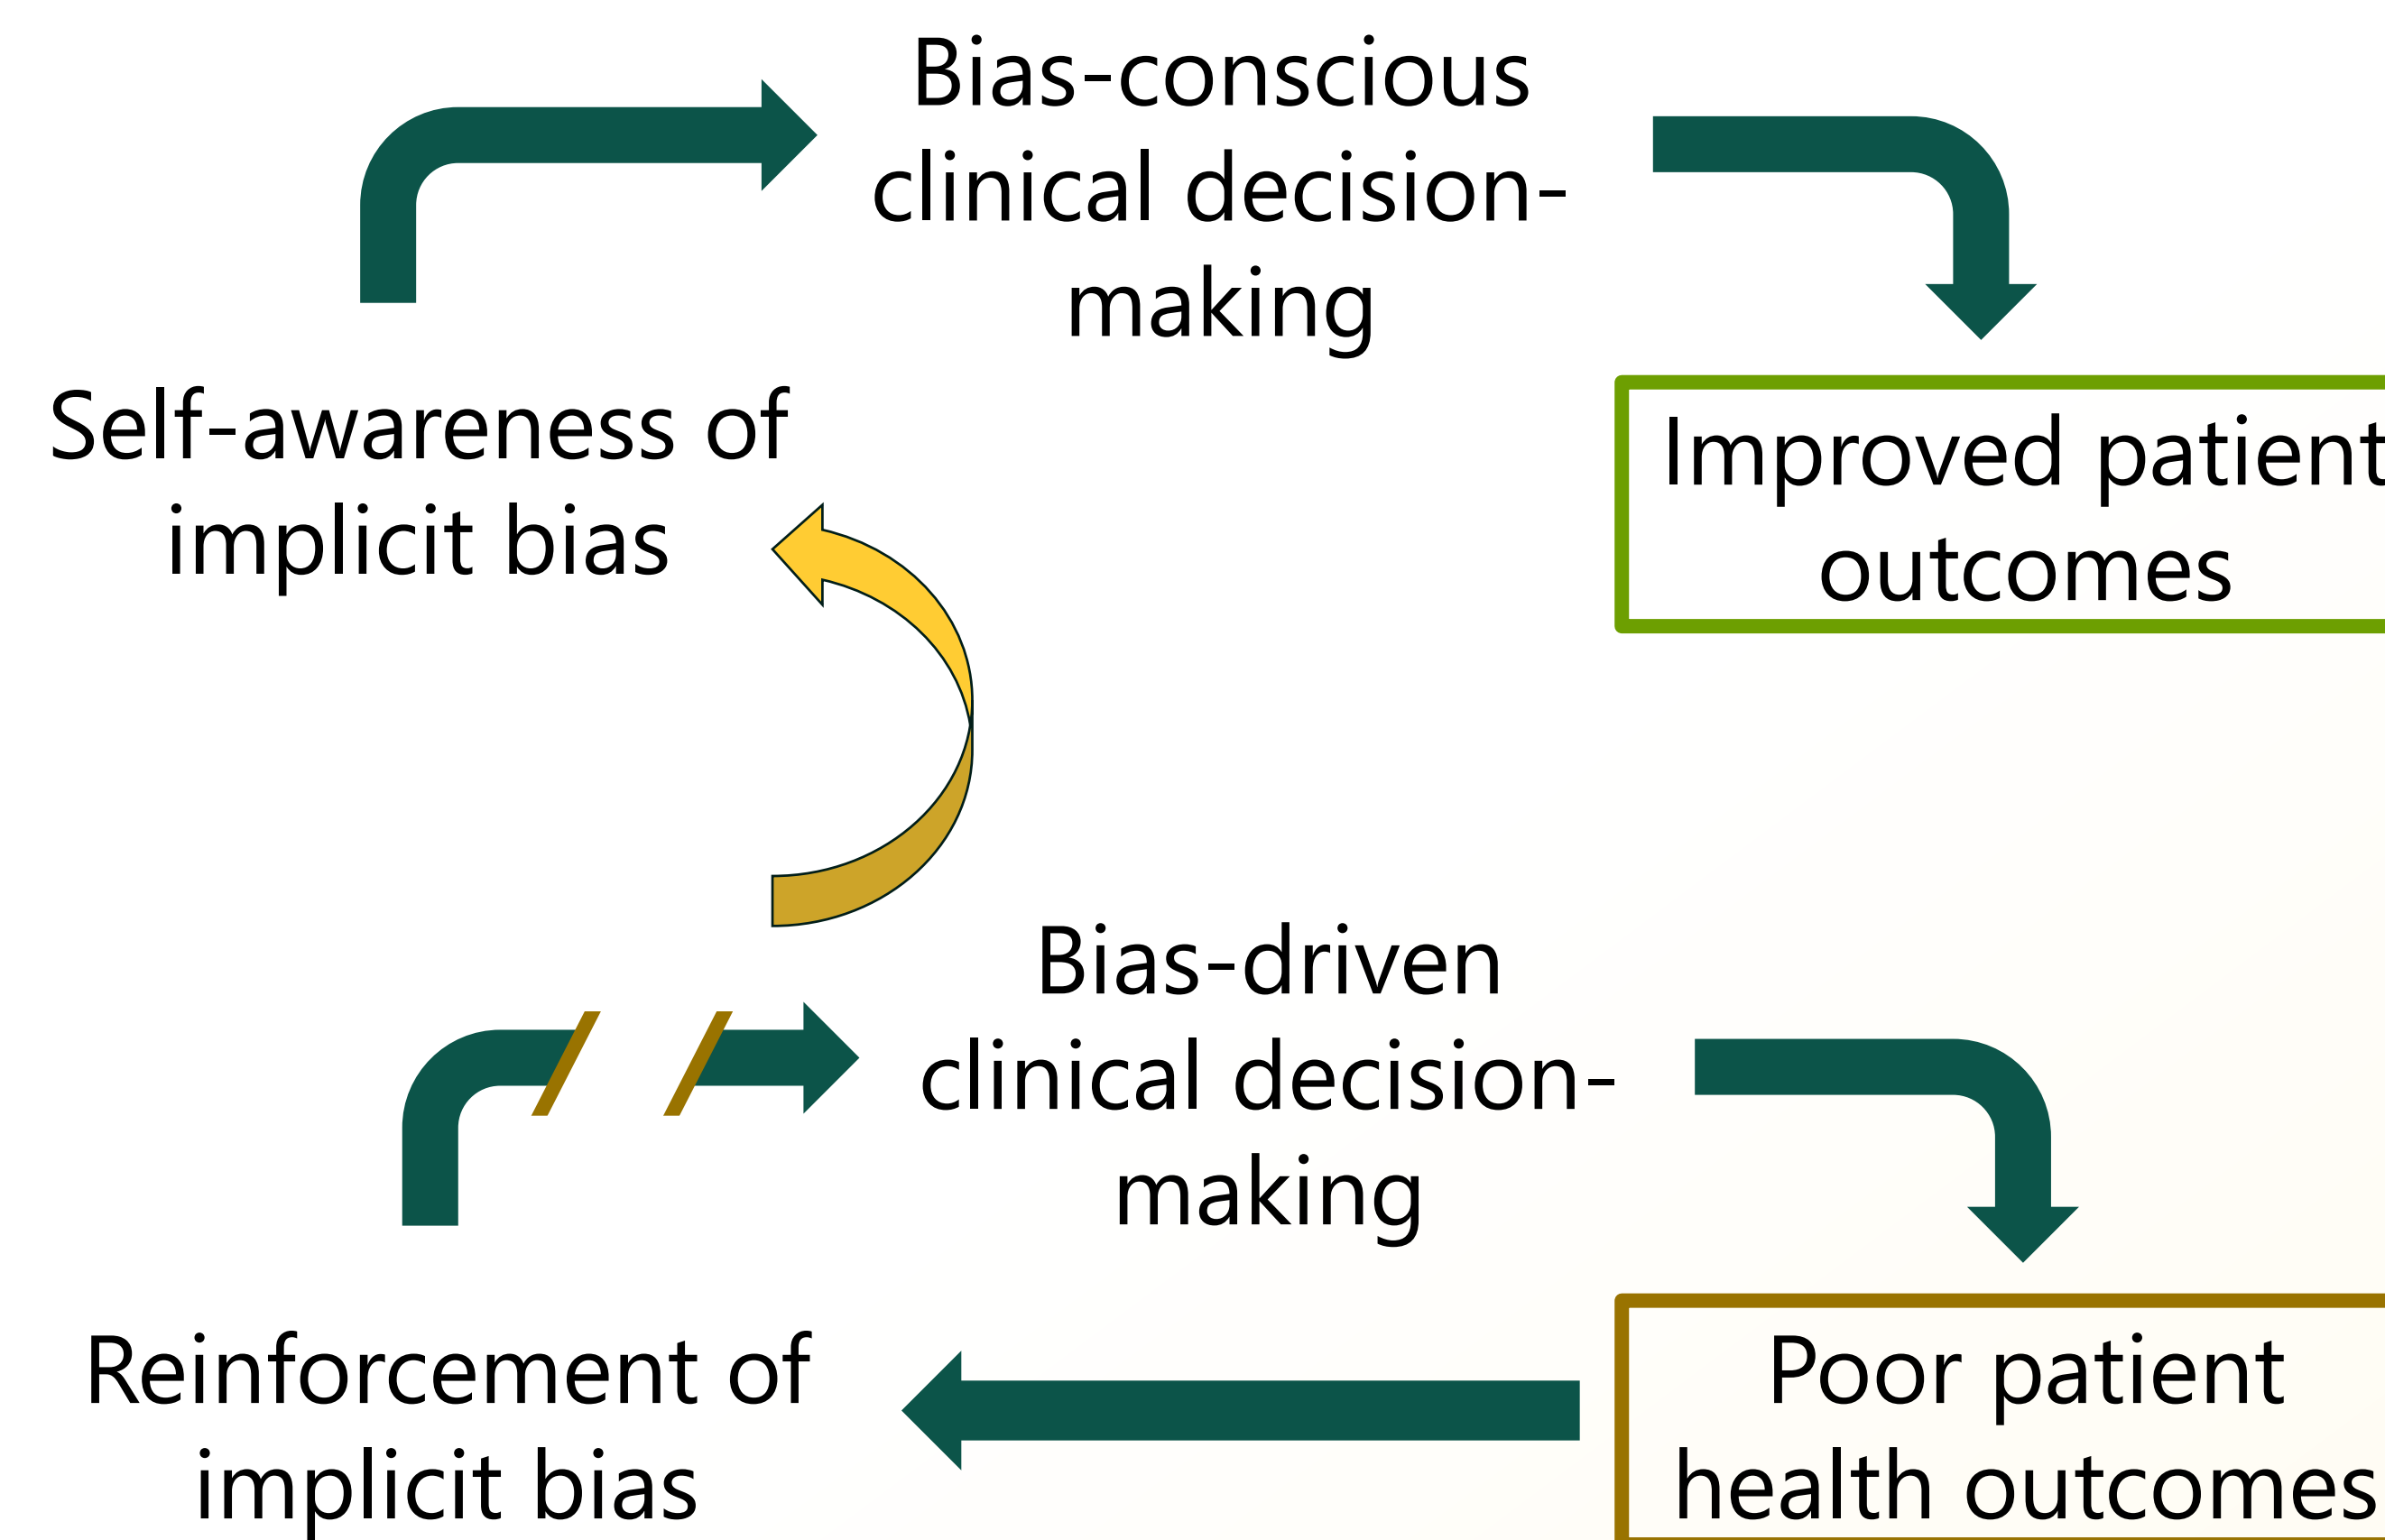 Bias-conscious
clinical decision-
making
Self-awareness of
implicit bias
Improved patient
outcomes
Bias-driven
clinical decision-
making
Reinforcement of
implicit bias
Poor patient
health outcomes